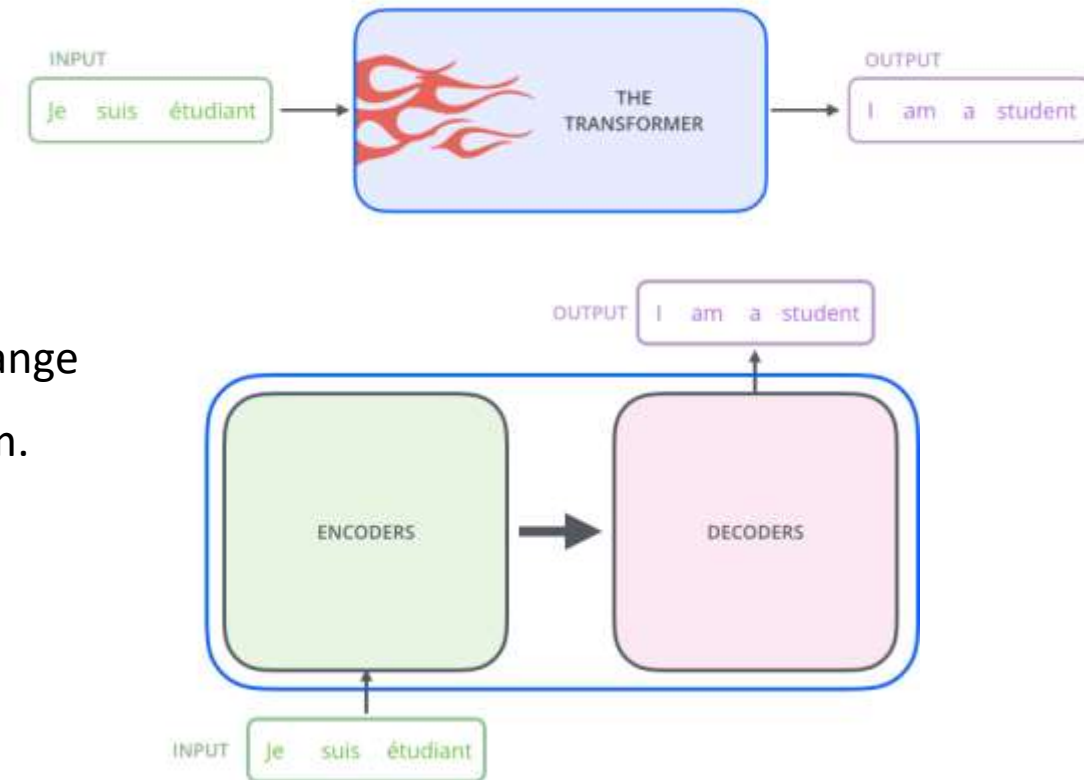 INPUT
Je suis étudiant
THE
TRANSFORMER
OUTPUT
I am a student
OUTPUT
I am a student
ange
n.
ENCODERS
DECODERS
INPUT
Je suis étudiant